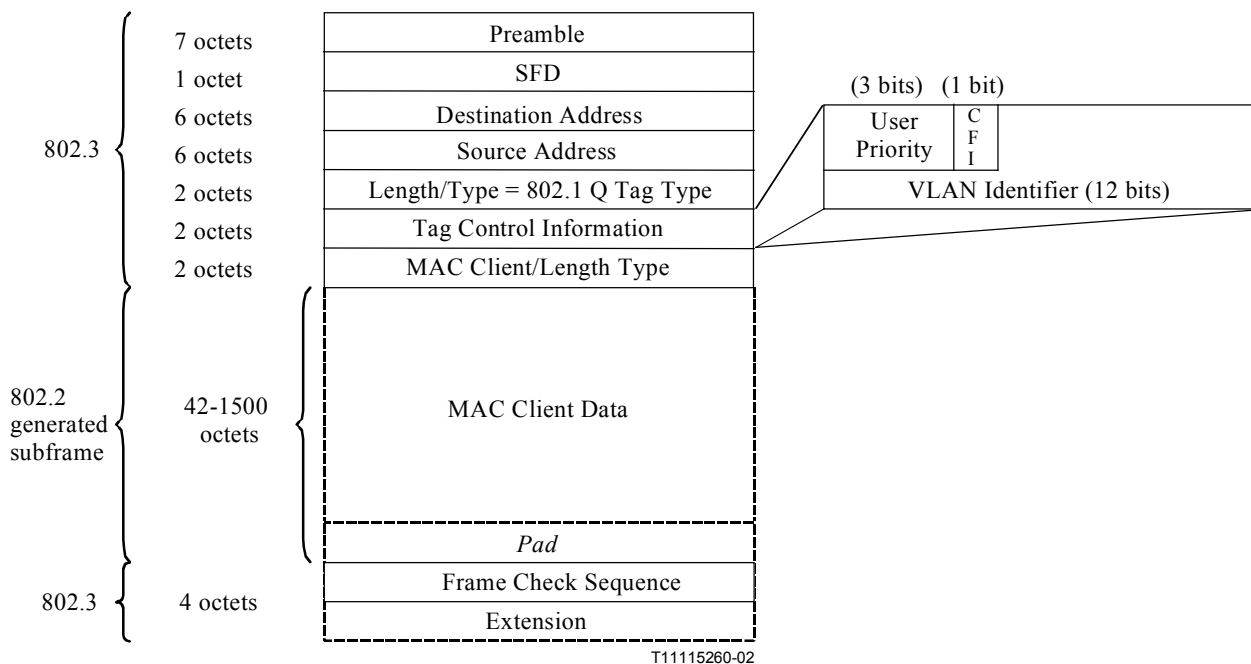 7 octets
Preamble
1 octet
SFD
(3 bits) (1 bit)
6 octets
Destination Address
User
Priority
C
F
I
802.3
6 octets
Source Address
2 octets
Length/Type = 802.1 Q Tag Type
VLAN Identifier (12 bits)
2 octets
Tag Control Information
2 octets
MAC Client/Length Type
802.2
generated
subframe
42-1500
octets
MAC Client Data
Pad
802.3
4 octets
Frame Check Sequence
Extension
T11115260-02